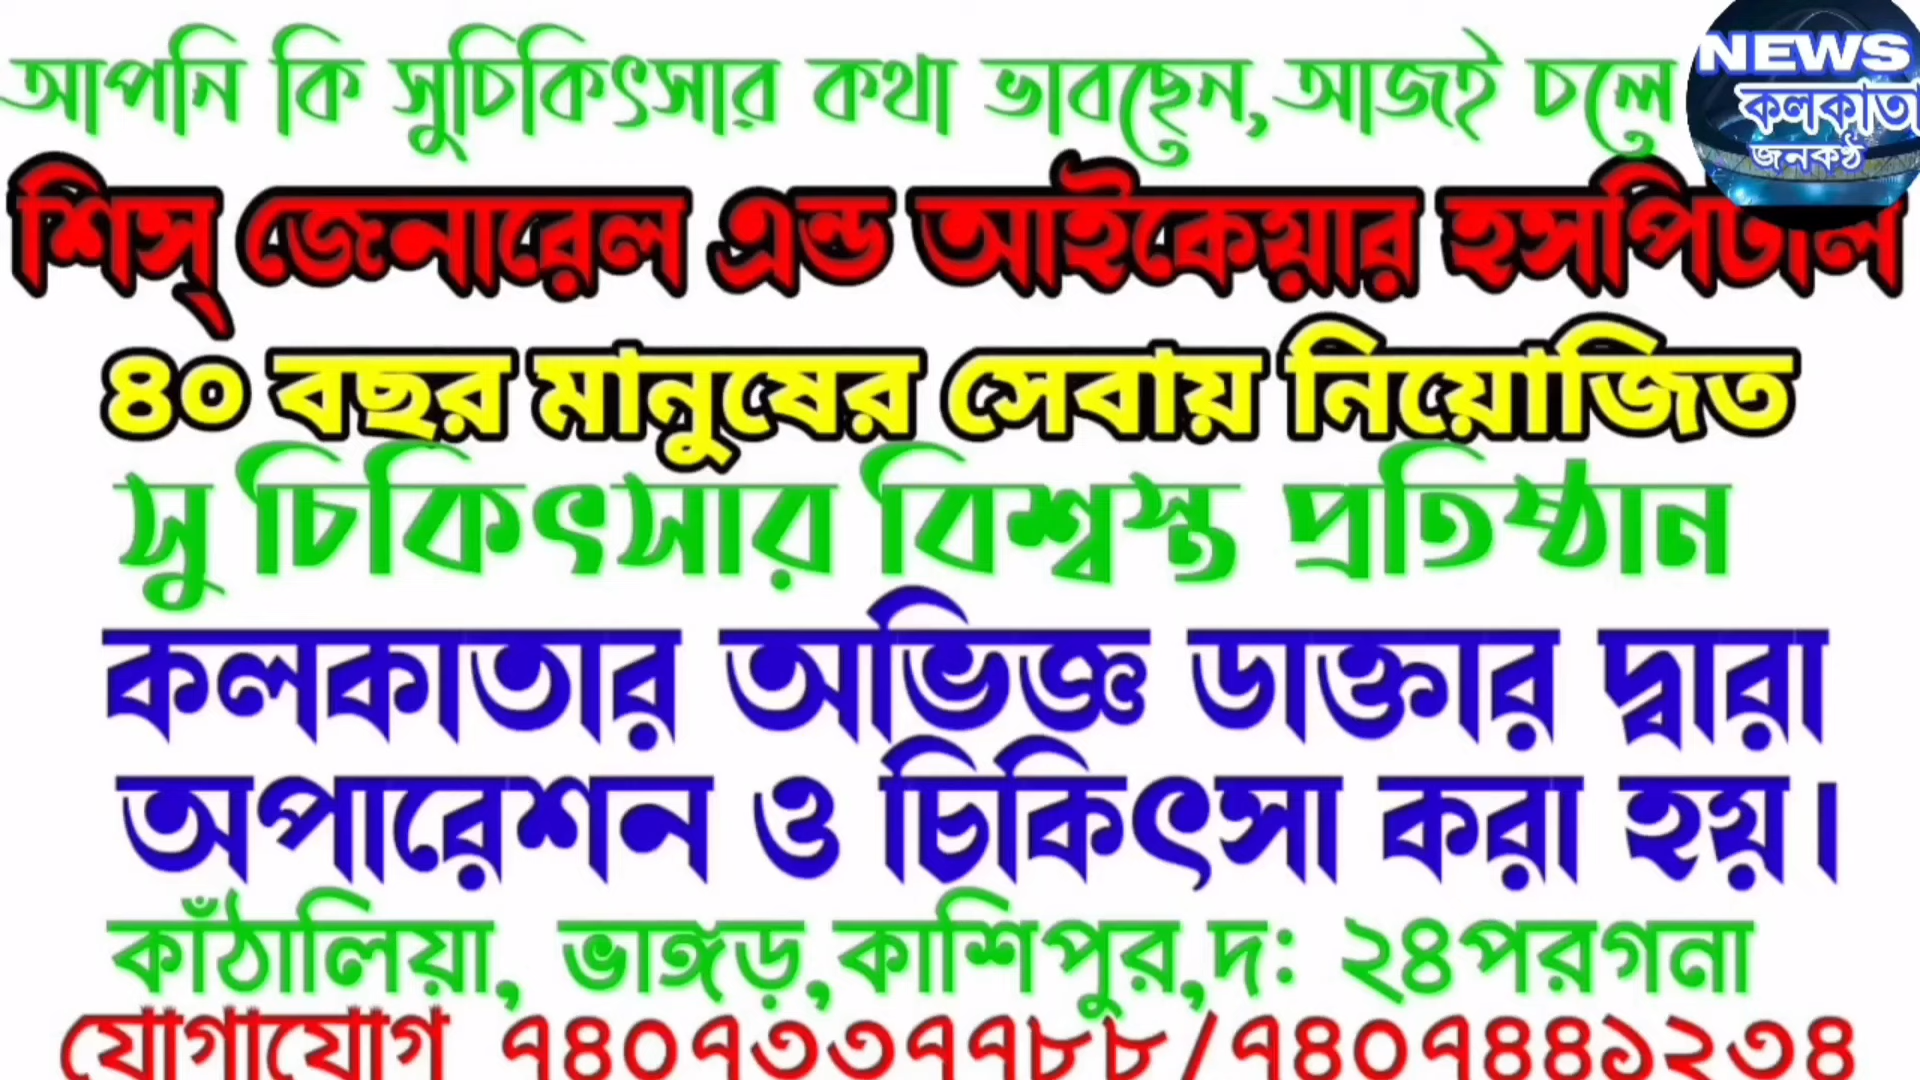 আপনি কি সুচিকিৎসার কথা ভাবছেন,আজই চলে
NEWS
কলকাতা
জনকণ্ঠ
শিস্ জেনারেল এন্ড আইকেয়ার হসপিটাল
৪০ বছর মানুষের সেবায় নিয়োজিত
সু চিকিৎসার বিশ্বস্ত প্রতিষ্ঠান
কলকাতার অভিজ্ঞ ডাক্তার দ্বারা
অপারেশন ও চিকিৎসা করা হয়।
কাঁঠালিয়া, ভাঙ্গড়,কাশিপুর,দ: ২৪পরগনা
যোগাযোগ ৭৪০৭৩৩৭৭৮৮/৭৪০৭৪৪১২৩৪